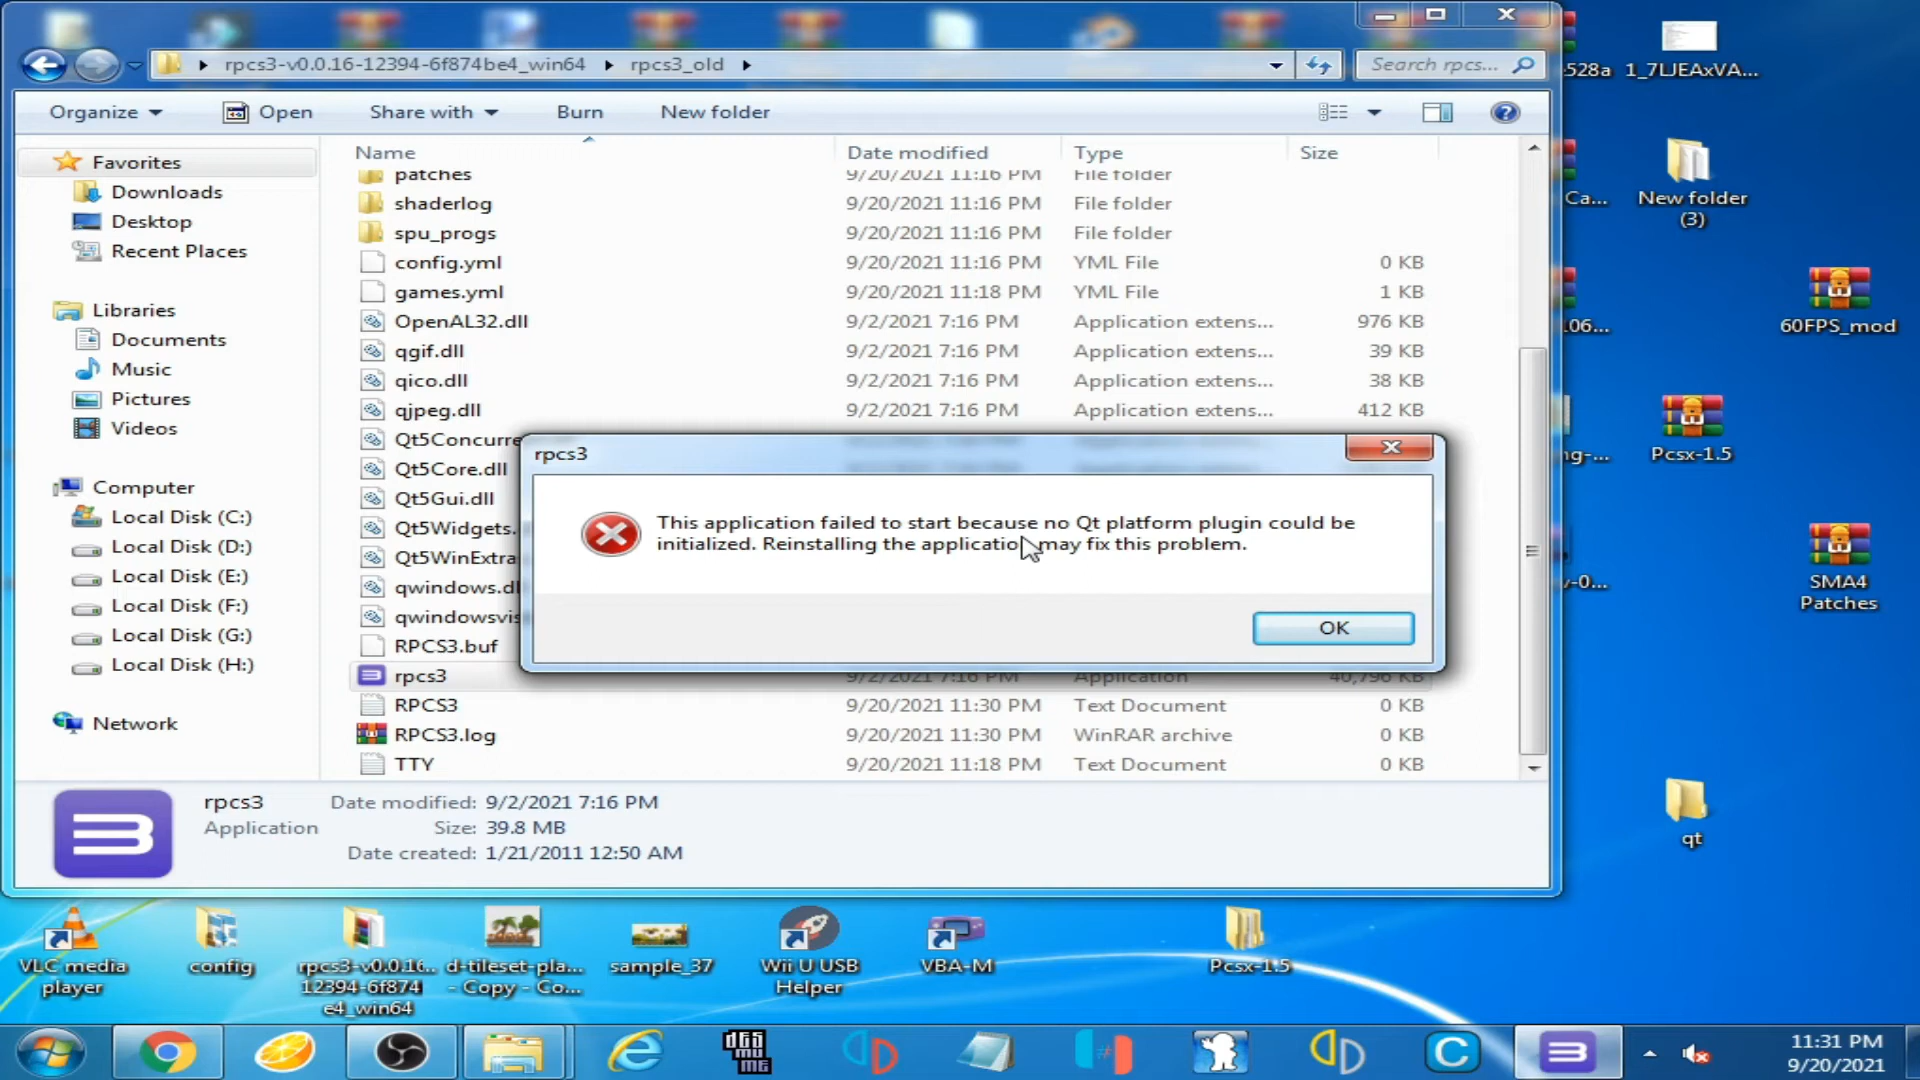 rpcs3-v0.0.16-12394-6f874be4_win64
rpcs3_old
Search rpcs...
Organize
Open
Share with
Burn
New folder
Favorites
Downloads
Desktop
Recent Places
Libraries
Documents
Music
Pictures
Videos
Computer
Local Disk (C:)
Local Disk (D:)
Local Disk (E:)
Local Disk (F:)
Local Disk (G:)
Local Disk (H:)
Network
Name Date modified Type Size
patches 9/20/2021 11:16 PM File folder
shaderlog 9/20/2021 11:16 PM File folder
spu_progs 9/20/2021 11:16 PM File folder
config.yml 9/20/2021 11:16 PM YML File 0 KB
games.yml 9/20/2021 11:18 PM YML File 1 KB
OpenAL32.dll 9/2/2021 7:16 PM Application extens... 976 KB
qgif.dll 9/2/2021 7:16 PM Application extens... 39 KB
qico.dll 9/2/2021 7:16 PM Application extens... 38 KB
qjpeg.dll 9/2/2021 7:16 PM Application extens... 412 KB
Qt5Concurre
Qt5Core.dll
Qt5Gui.dll
Qt5Widgets.
Qt5WinExtra
qwindows.dl
qwindowsvis
RPCS3.buf
rpcs3 9/2/2021 7:16 PM Application 40,796 KB
RPCS3 9/20/2021 11:30 PM Text Document 0 KB
RPCS3.log 9/20/2021 11:30 PM WinRAR archive 0 KB
TTY 9/20/2021 11:18 PM Text Document 0 KB
rpcs3
This application failed to start because no Qt platform plugin could be
initialized. Reinstalling the application may fix this problem.
OK
rpcs3 Date modified: 9/2/2021 7:16 PM
Application Size: 39.8 MB
Date created: 1/21/2011 12:50 AM
528a
1_7LJEAxVA...
Ca...
New folder
(3)
106...
60FPS_mod
ng-...
Pcsx-1.5
-0...
SMA4
Patches
qt
VLC media
player
config
rpcs3-v0.0.16...
12394-6f874
e4_win64
d-tileset-pla...
- Copy - Co...
sample_37
Wii U USB
Helper
VBA-M
Pcsx-1.5
11:31 PM
9/20/2021